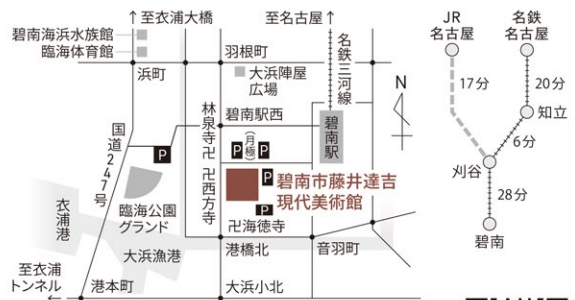 ↑至衣浦大橋
至名古屋↑
碧南海浜水族館
臨海体育館
浜町
羽根町
大浜陣屋
広場
名鉄三河線
N
林泉寺卍
碧南駅西
碧南駅
国道247号
P
P
(月極)
P
P
卍西方寺
碧南市藤井達吉
現代美術館
P
臨海公園
グランド
卍海徳寺
衣浦港
大浜漁港
港橋北
音羽町
至衣浦
トンネル
←
港本町
大浜小北
JR
名古屋
名鉄
名古屋
17分
20分
知立
6分
刈谷
28分
碧南